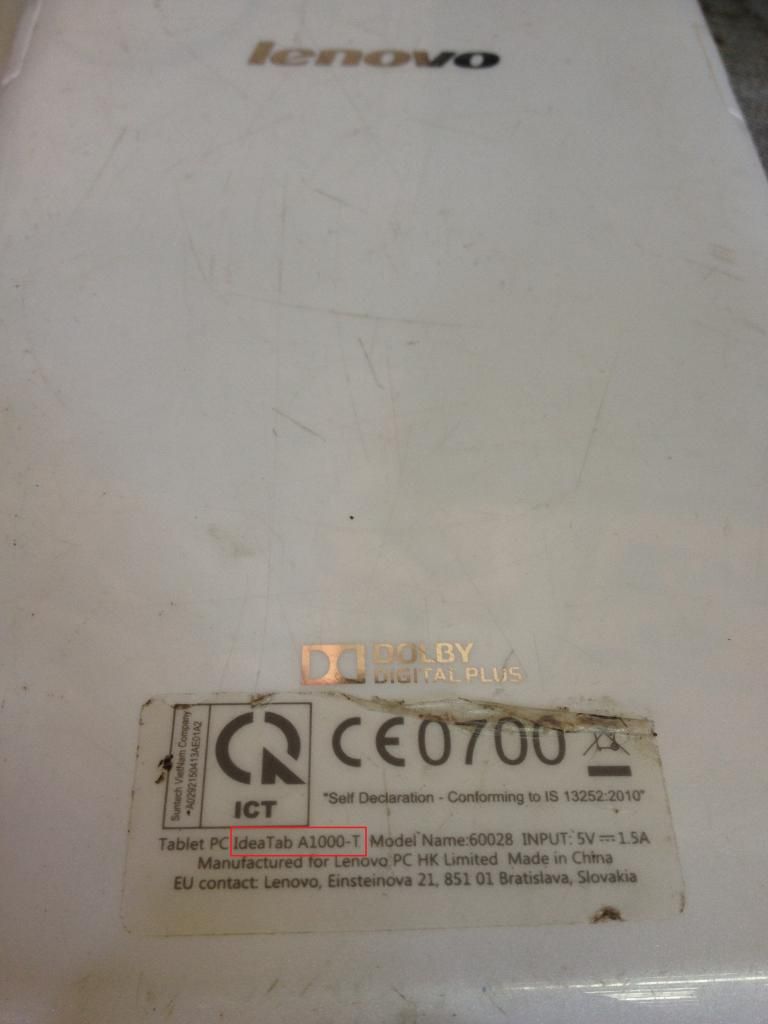 lenovo
DOLBY
DIGITAL PLUS
Suntech VietNam Company
*A0292150413AE01A2
ICT
CE0700
"Self Declaration - Conforming to IS 13252:2010"
Tablet PC IdeaTab A1000-T Model Name:60028 INPUT: 5V⎓1.5A
Manufactured for Lenovo PC HK Limited Made in China
EU contact: Lenovo, Einsteinova 21, 851 01 Bratislava, Slovakia